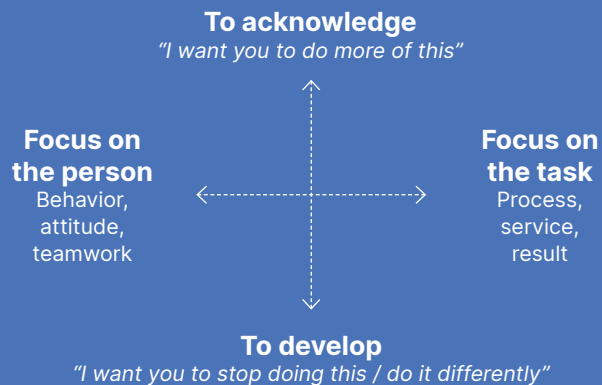 To acknowledge
“I want you to do more of this”
Focus on
the person
Behavior,
attitude,
teamwork
Focus on
the task
Process,
service,
result
To develop
“I want you to stop doing this / do it differently”